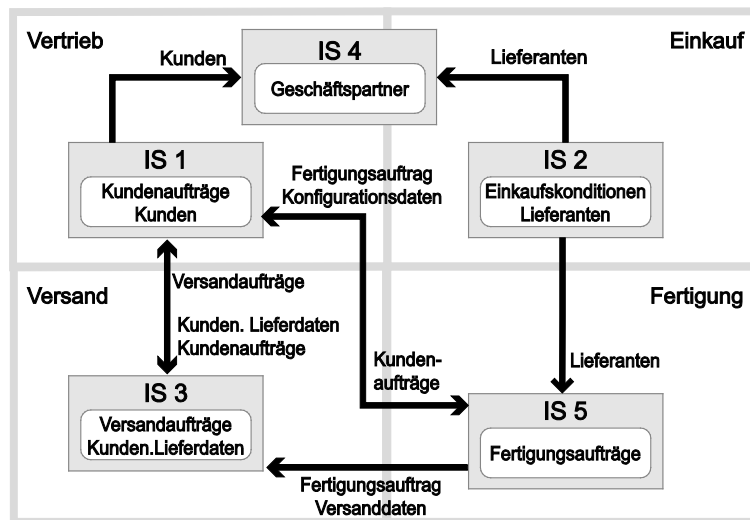 Vertrieb
Einkauf
IS 4
Geschäftspartner
Kunden
Lieferanten
IS 1
Kundenaufträge
Kunden
Fertigungsauftrag
Konfigurationsdaten
IS 2
Einkaufskonditionen
Lieferanten
Versand
Fertigung
Versandaufträge
Kunden. Lieferdaten
Kundenaufträge
Kunden-
aufträge
Lieferanten
IS 3
Versandaufträge
Kunden.Lieferdaten
IS 5
Fertigungsaufträge
Fertigungsauftrag
Versanddaten